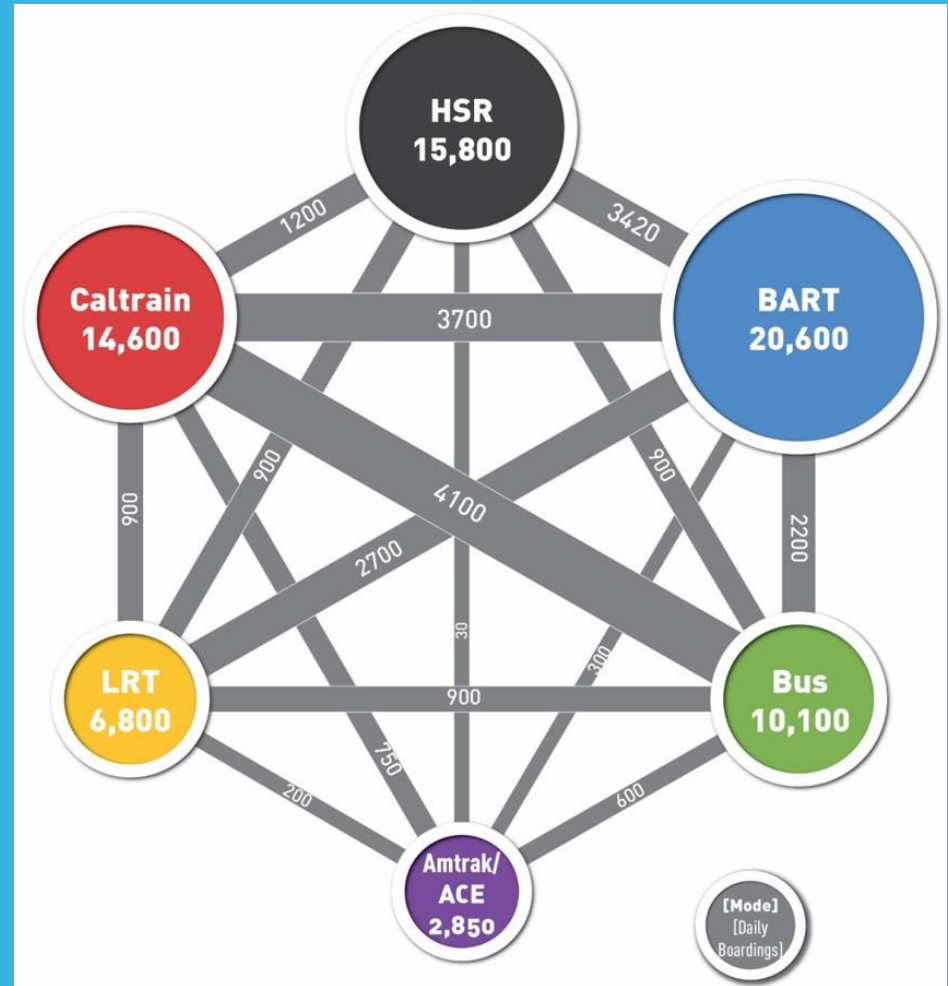 HSR
15,800
1200
3420
Caltrain
14,600
3700
BART
20,600
900
900
900
4100
2200
2700
30
300
LRT
6,800
900
Bus
10,100
750
200
600
Amtrak/
ACE
2,850
[Mode]
[Daily
Boardings]